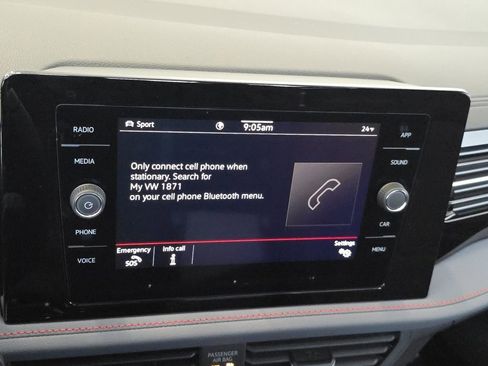 Sport
9:05am
24°F
RADIO
MEDIA
PHONE
VOICE
Only connect cell phone when
stationary. Search for
My VW 1871
on your cell phone Bluetooth menu.
Emergency
SOS
Info call
Settings
APP
SOUND
CAR
MENU
PASSENGER
AIR BAG